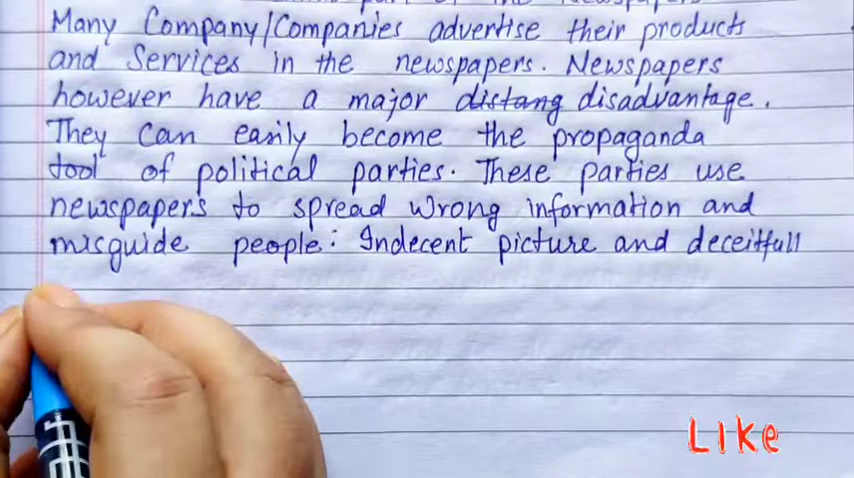 Many Company/Companies advertise their products
and Services in the newspapers. Newspapers
however have a major distang disadvantage.
They can easily become the propaganda
tool of political parties. These parties use
newspapers to spread wrong information and
misguide people: Indecent picture and deceitfull
Like